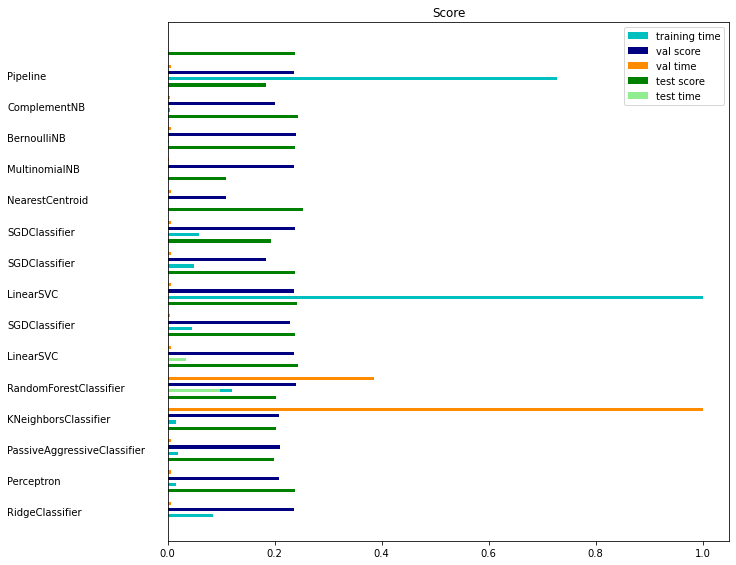 Score
training time
val score
val time
test score
test time
Pipeline
ComplementNB
BernoulliNB
MultinomialNB
NearestCentroid
SGDClassifier
SGDClassifier
LinearSVC
SGDClassifier
LinearSVC
RandomForestClassifier
KNeighborsClassifier
PassiveAggressiveClassifier
Perceptron
RidgeClassifier
0.0 0.2 0.4 0.6 0.8 1.0